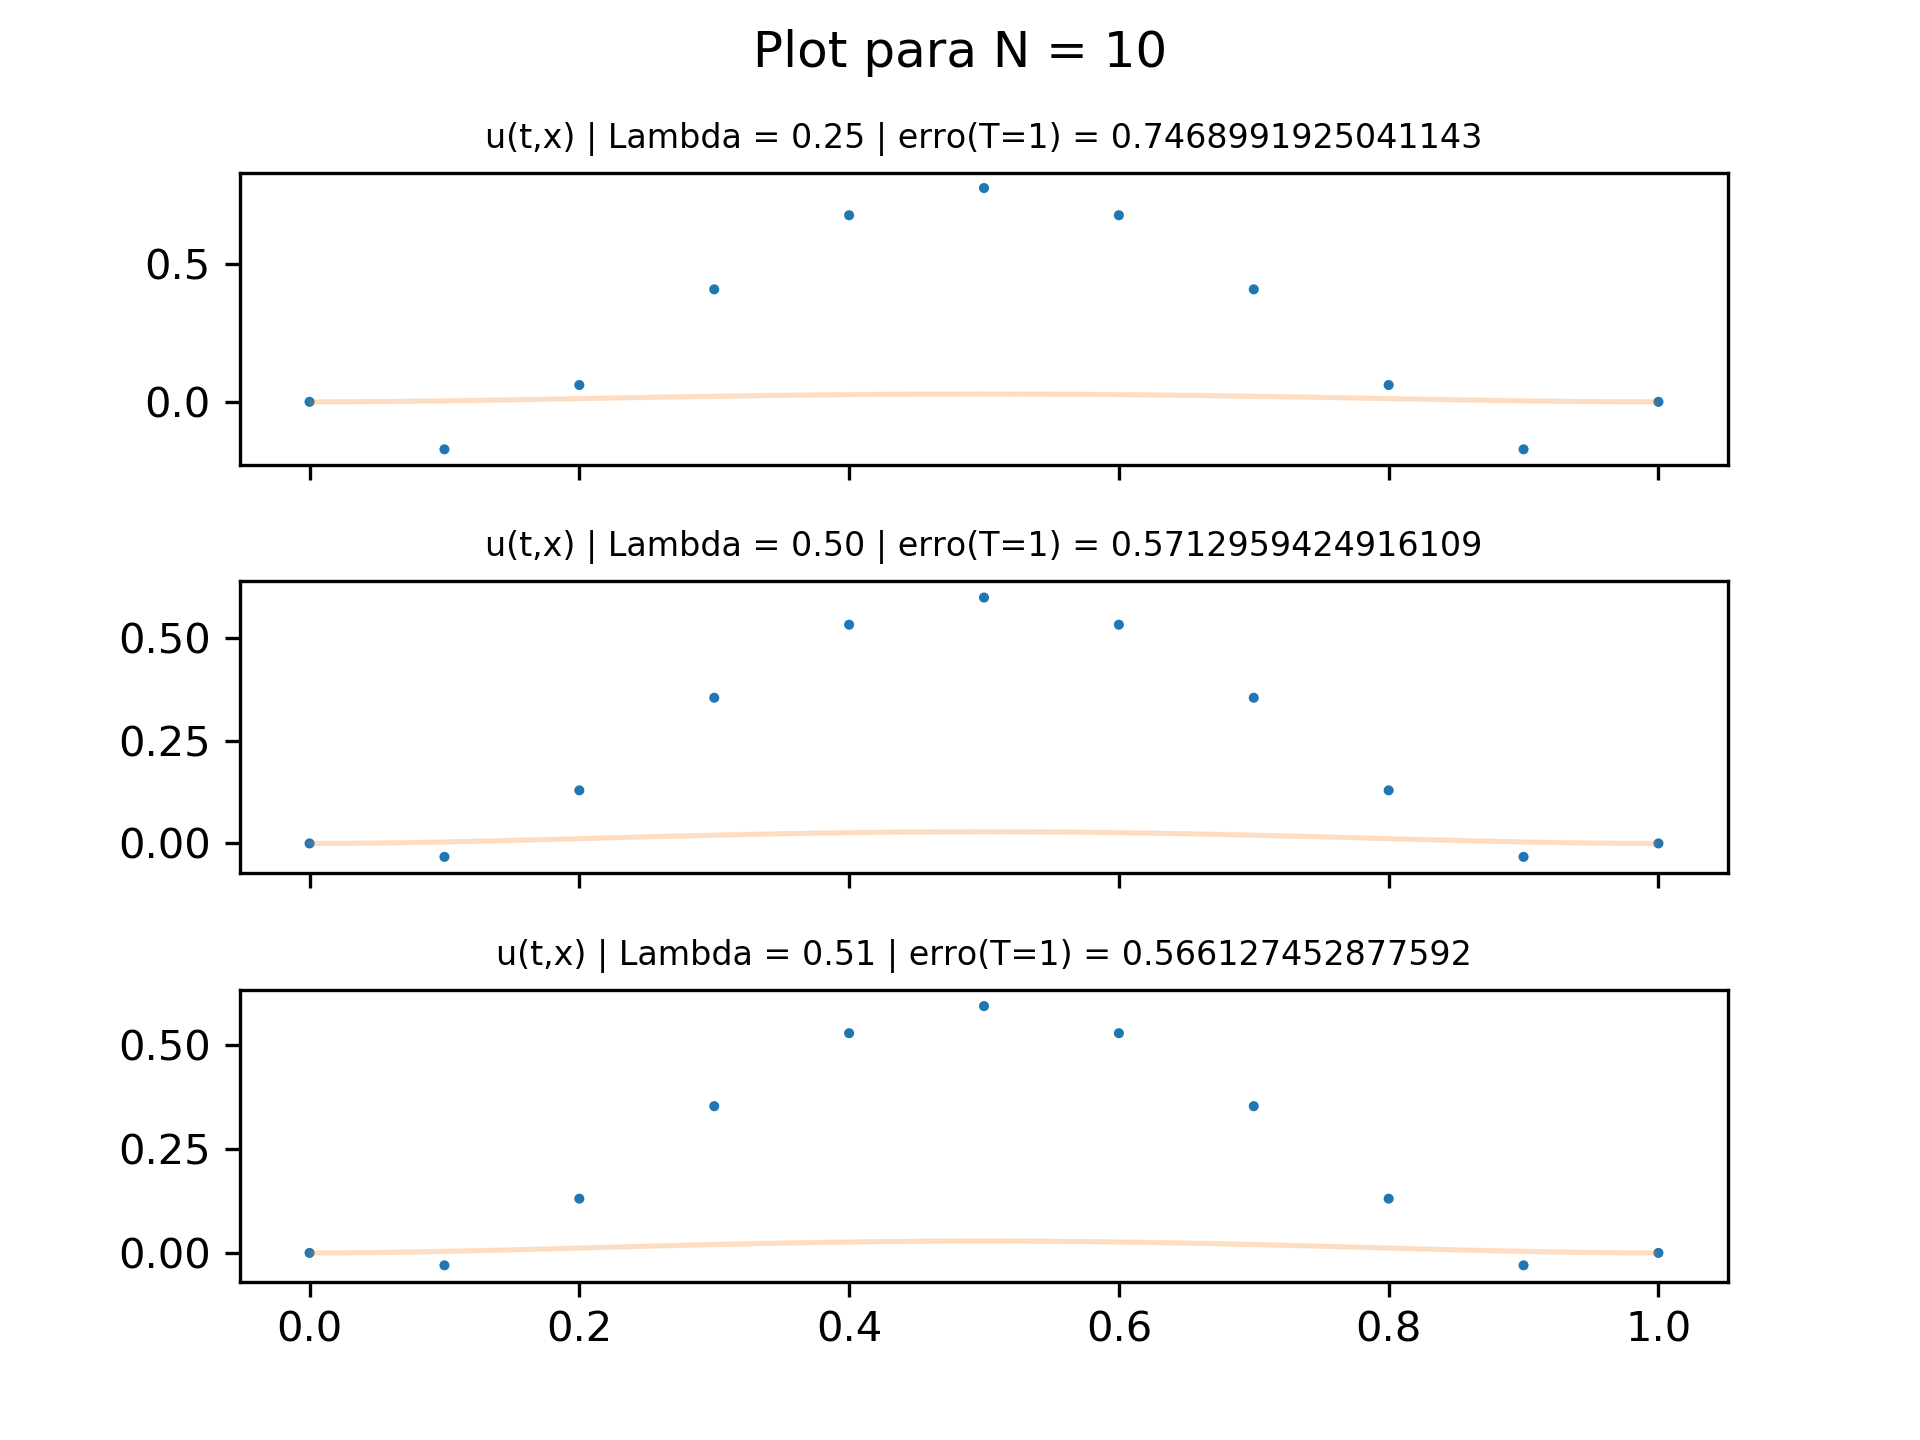 Plot para N = 10
u(t,x) | Lambda = 0.25 | erro(T=1) = 0.7468991925041143
0.5
0.0
u(t,x) | Lambda = 0.50 | erro(T=1) = 0.5712959424916109
0.50
0.25
0.00
u(t,x) | Lambda = 0.51 | erro(T=1) = 0.566127452877592
0.50
0.25
0.00
0.0 0.2 0.4 0.6 0.8 1.0